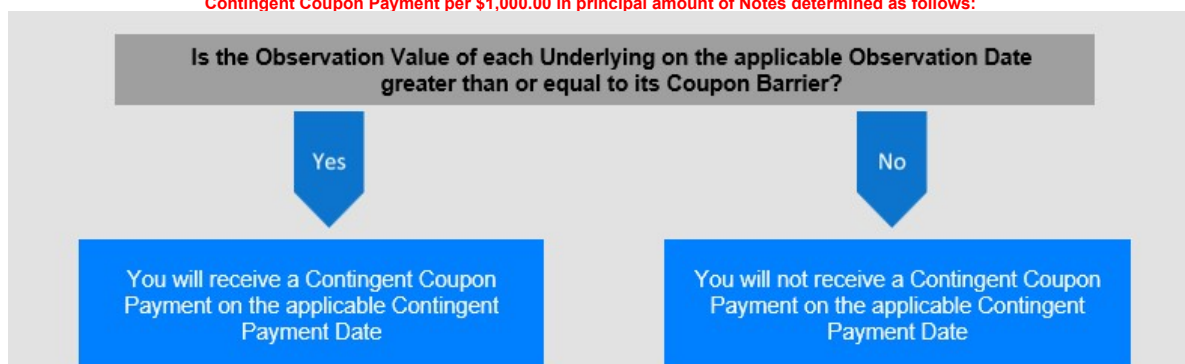 Contingent Coupon Payment per $1,000.00 in principal amount of Notes determined as follows:
Is the Observation Value of each Underlying on the applicable Observation Date
greater than or equal to its Coupon Barrier?
Yes
No
You will receive a Contingent Coupon
Payment on the applicable Contingent
Payment Date
You will not receive a Contingent Coupon
Payment on the applicable Contingent
Payment Date